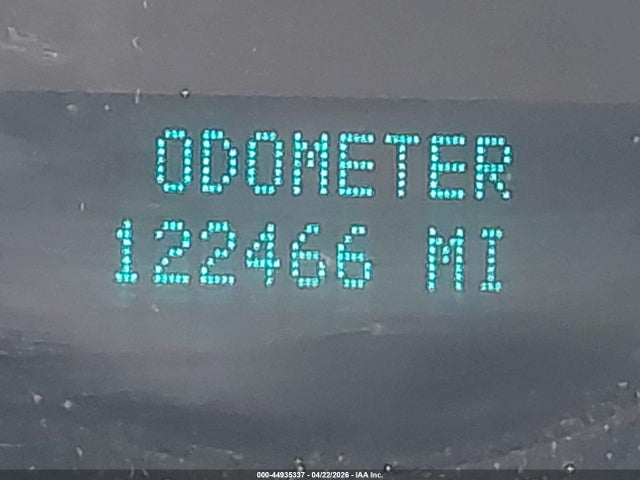 ODOMETER
122466 MI
000-44935337 - 04/22/2026 - IAA Inc.